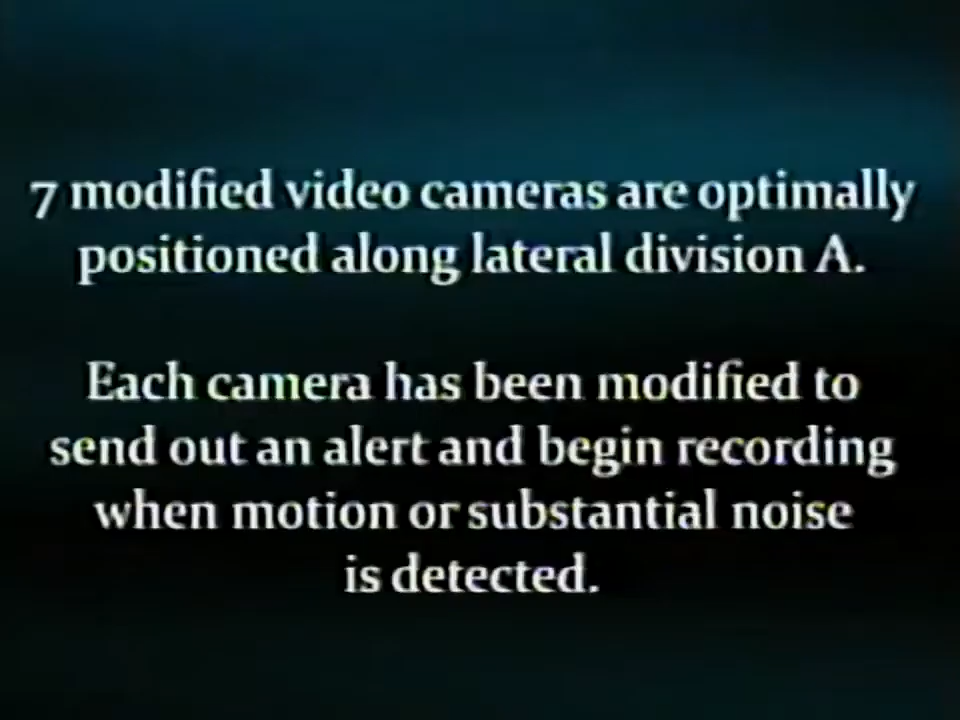 7 modified video cameras are optimally
positioned along lateral division A.
Each camera has been modified to
send out an alert and begin recording
when motion or substantial noise
is detected.